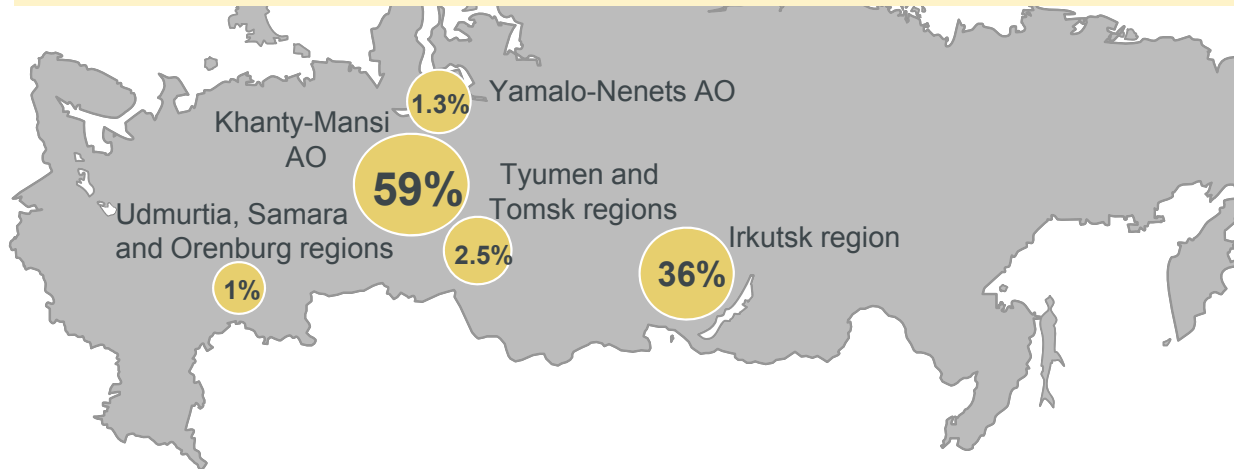 1.3%
Yamalo-Nenets AO
Khanty-Mansi
AO
59%
Tyumen and
Tomsk regions
2.5%
Udmurtia, Samara
and Orenburg regions
1%
Irkutsk region
36%